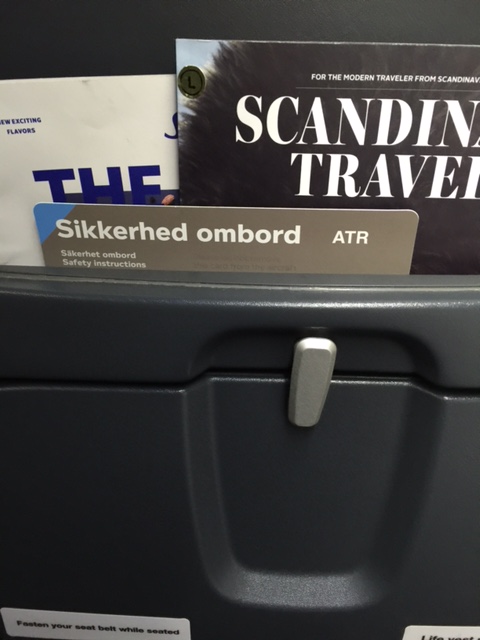 FOR THE MODERN TRAVELER FROM SCANDINAV
L
SCANDINA
TRAVEL
NEW EXCITING
FLAVORS
S
THE
Sikkerhed ombord ATR
Säkerhet ombord
Safety instructions
Fasten your seat belt while seated
Life vest